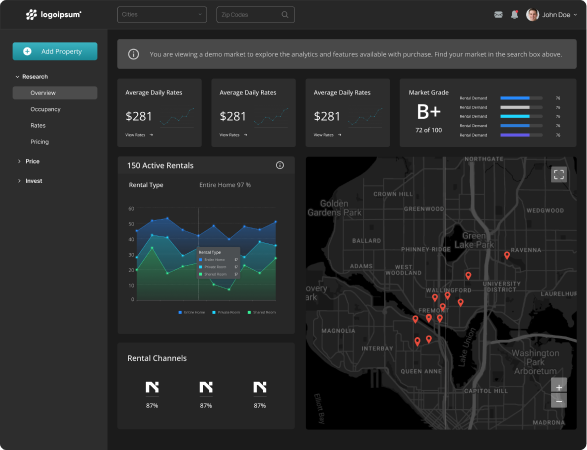 logoipsum
Cities
Zip Codes
John Doe
Add Property
Research
Overview
Occupancy
Rates
Pricing
Price
Invest
You are viewing a demo market to explore the analytics and features available with purchase. Find your market in the search box above.
Average Daily Rates
$281
View Rates
Average Daily Rates
$281
View Rates
Average Daily Rates
$281
View Rates
Market Grade
B+
72 of 100
Rental Demand 76
Rental Demand 76
Rental Demand 76
Rental Demand 76
Rental Demand 76
150 Active Rentals
Rental Type
Entire Home 97 %
60
50
40
30
20
10
0
Rental Type
Entire Home
Private Room
Shared Room
Entire Home
Private Room
Shared Room
Rental Channels
87%
87%
87%
NORTHGATE
CROWN HILL
Golden
Gardens Park
GREENWOOD
WEDGWOOD
Green
Lake Park
BALLARD
PHINNEY RIDGE
RAVENNA
ADAMS
WEST
WOODLAND
UNIVERSITY
DISTRICT
WALLINGFORD
LAURELHUR
overy
ark
FREMONT
MAGNOLIA
INTERBAY
Lake Union
Washington
Park
Arboretum
QUEEN ANNE
CAPITOL HILL
Elliott Bay
MADRONA
+
−